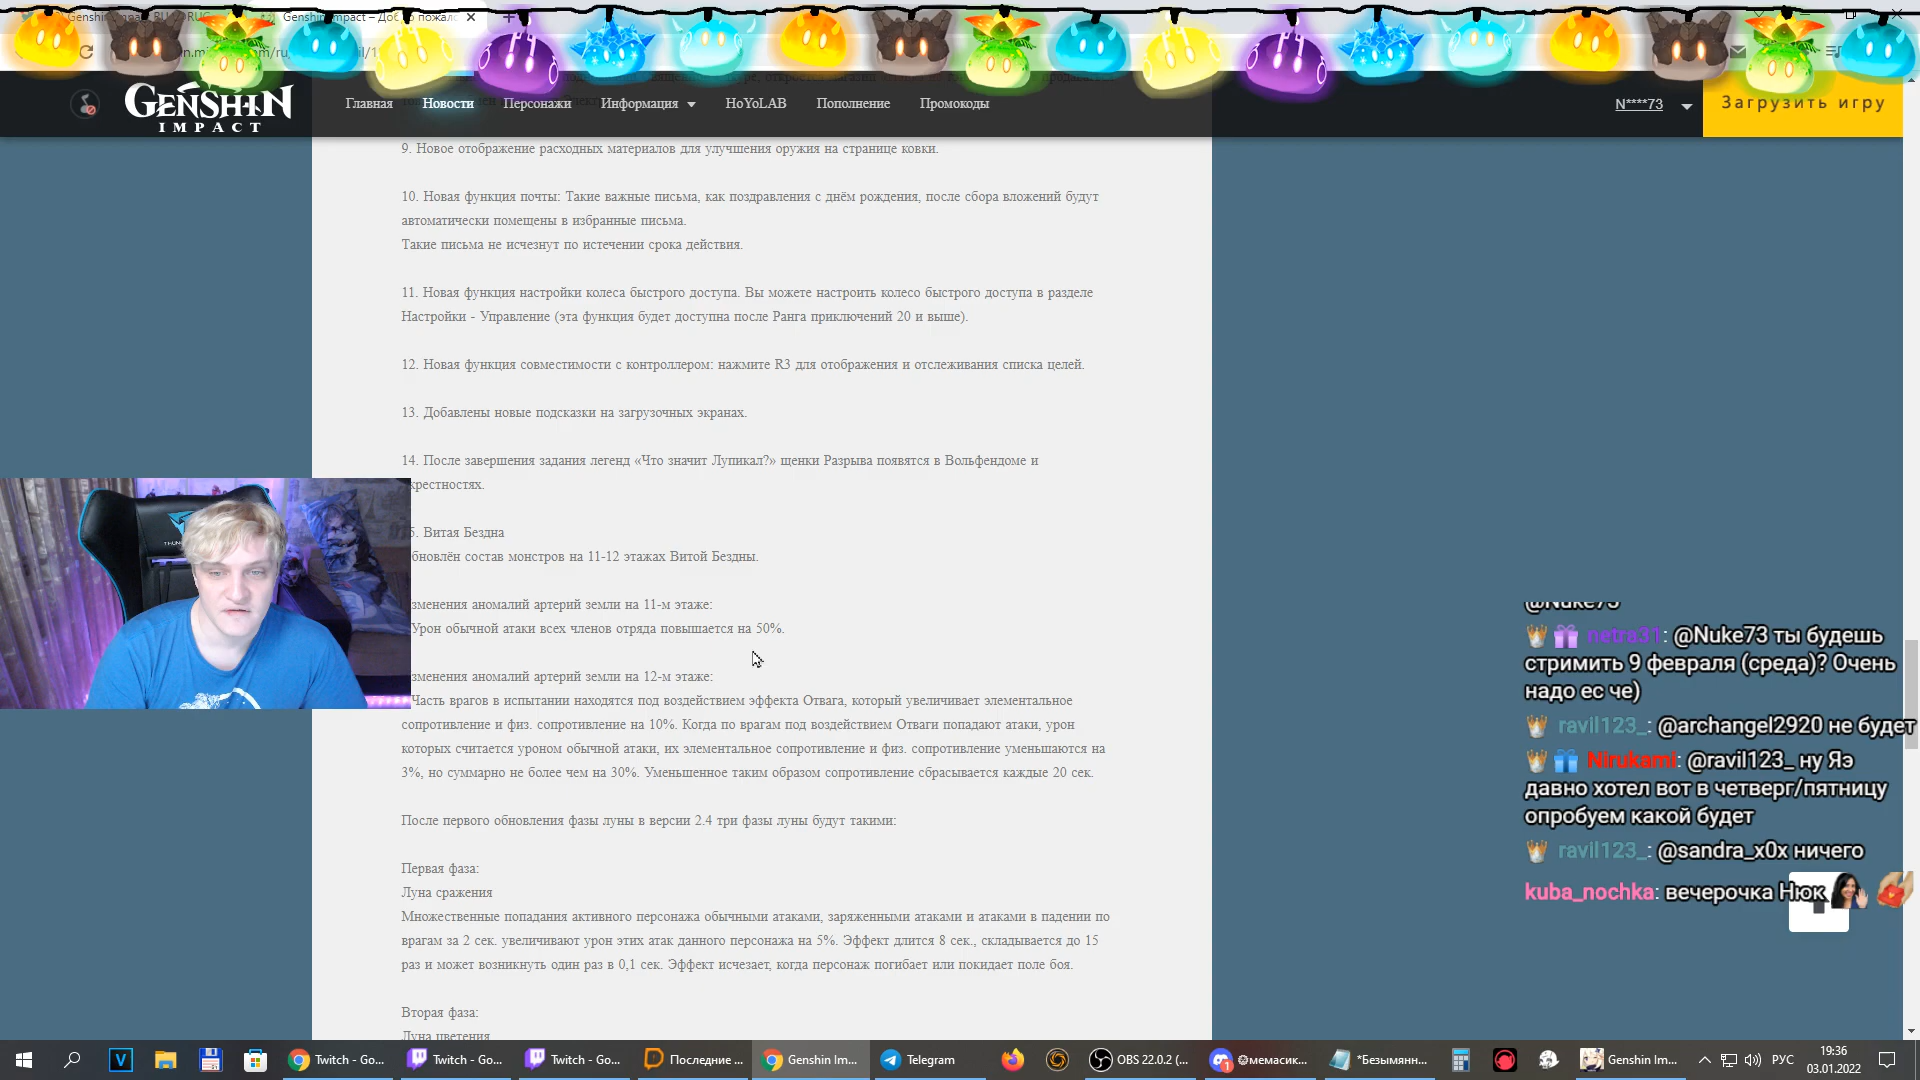 Genshin Impact
GENSHIN
IMPACT
Главная
Новости
Персонажи
Информация
HoYoLAB
Пополнение
Промокоды
N****73
Загрузить игру
9. Новое отображение расходных материалов для улучшения оружия на странице ковки.
10. Новая функция почты: Такие важные письма, как поздравления с днём рождения, после сбора вложений будут
автоматически помещены в избранные письма.
Такие письма не исчезнут по истечении срока действия.
11. Новая функция настройки колеса быстрого доступа. Вы можете настроить колесо быстрого доступа в разделе
Настройки - Управление (эта функция будет доступна после Ранга приключений 20 и выше).
12. Новая функция совместимости с контроллером: нажмите R3 для отображения и отслеживания списка целей.
13. Добавлены новые подсказки на загрузочных экранах.
14. После завершения задания легенд «Что значит Лупикал?» щенки Разрыва появятся в Вольфендоме и
крестностях.
5. Витая Бездна
бновлён состав монстров на 11-12 этажах Витой Бездны.
зменения аномалий артерий земли на 11-м этаже:
Урон обычной атаки всех членов отряда повышается на 50%.
зменения аномалий артерий земли на 12-м этаже:
Часть врагов в испытании находятся под воздействием эффекта Отвага, который увеличивает элементальное
сопротивление и физ. сопротивление на 10%. Когда по врагам под воздействием Отваги попадают атаки, урон
которых считается уроном обычной атаки, их элементальное сопротивление и физ. сопротивление уменьшаются на
3%, но суммарно не более чем на 30%. Уменьшенное таким образом сопротивление сбрасывается каждые 20 сек.
После первого обновления фазы луны в версии 2.4 три фазы луны будут такими:
Первая фаза:
Луна сражения
Множественные попадания активного персонажа обычными атаками, заряженными атаками и атаками в падении по
врагам за 2 сек. увеличивают урон этих атак данного персонажа на 5%. Эффект длится 8 сек., складывается до 15
раз и может возникнуть один раз в 0,1 сек. Эффект исчезает, когда персонаж погибает или покидает поле боя.
Вторая фаза:
Луна цветения
@Nuke73
netra31: @Nuke73 ты будешь
стримить 9 февраля (среда)? Очень
надо ес че)
ravil123_: @archangel2920 не будет
Nirukami: @ravil123_ ну Яэ
давно хотел вот в четверг/пятницу
опробуем какой будет
ravil123_: @sandra_x0x ничего
kuba_nochka: вечерочка Нюк
Twitch - Go...
Twitch - Go...
Twitch - Go...
Последние ...
Genshin Im...
Telegram
OBS 22.0.2 (...
мемасик...
*Безымянн...
Genshin Im...
РУС
19:36
03.01.2022